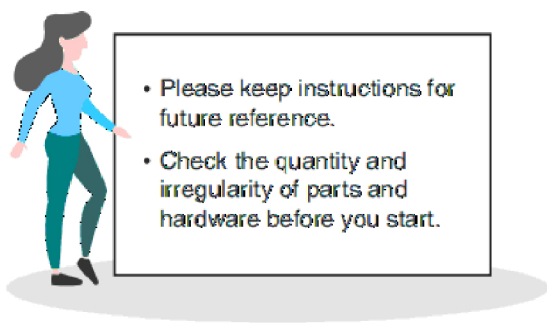 • Please keep instructions for
future reference.
• Check the quantity and
irregularity of parts and
hardware before you start.